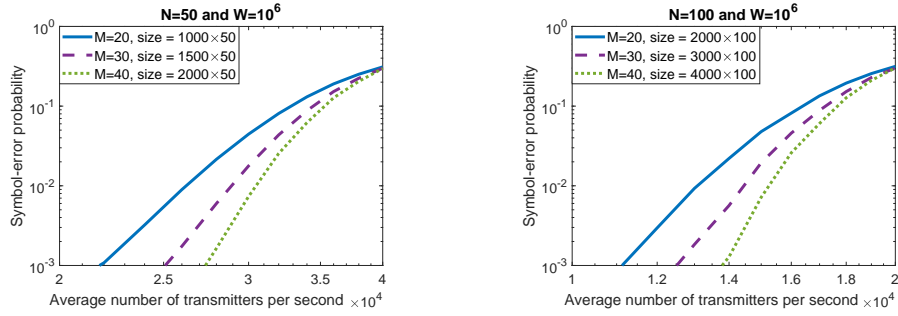 N=50 and W=10^6
Symbol-error probability
10^0
10^-1
10^-2
10^-3
M=20, size = 1000×50
M=30, size = 1500×50
M=40, size = 2000×50
2 2.5 3 3.5 4
Average number of transmitters per second ×10^4
N=100 and W=10^6
Symbol-error probability
10^0
10^-1
10^-2
10^-3
M=20, size = 2000×100
M=30, size = 3000×100
M=40, size = 4000×100
1 1.2 1.4 1.6 1.8 2
Average number of transmitters per second ×10^4